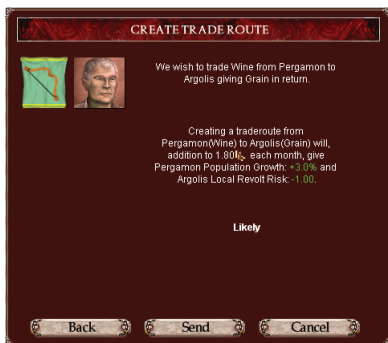 CREATE TRADE ROUTE
We wish to trade Wine from Pergamon to
Argolis giving Grain in return.
Creating a traderoute from
Pergamon(Wine) to Argolis(Grain) will,
addition to 1.80 each month, give
Pergamon Population Growth: +3.0% and
Argolis Local Revolt Risk: -1.00.
Likely
Back
Send
Cancel